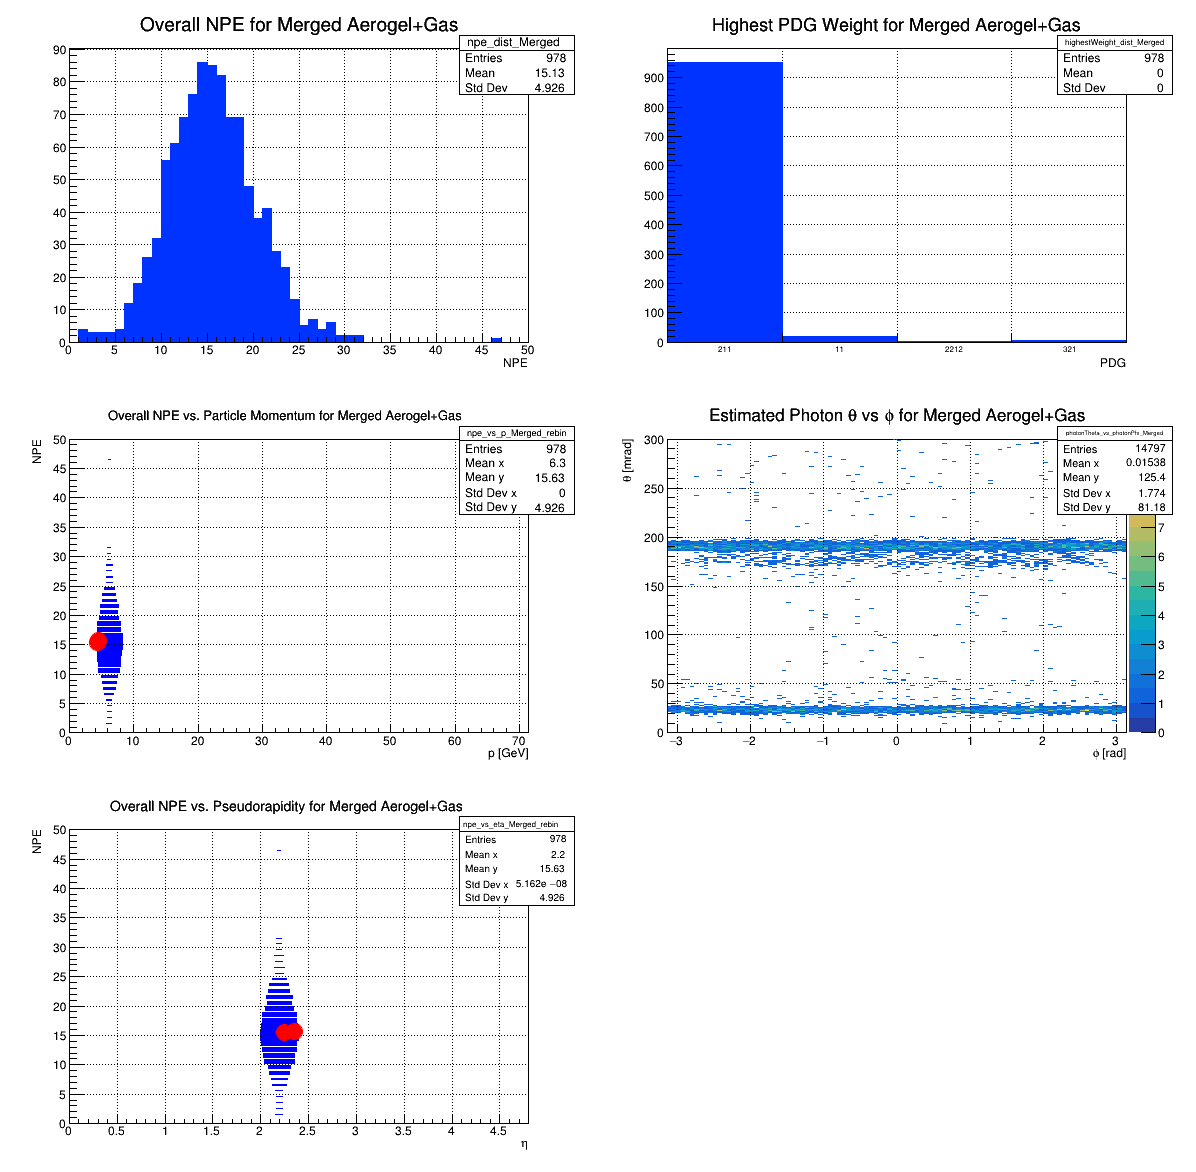 Overall NPE for Merged Aerogel+Gas
npe_dist_Merged
Entries 978
Mean 15.13
Std Dev 4.926
90
80
70
60
50
40
30
20
10
0
0 5 10 15 20 25 30 35 40 45 50
NPE
Highest PDG Weight for Merged Aerogel+Gas
highestWeight_dist_Merged
Entries 978
Mean 0
Std Dev 0
900
800
700
600
500
400
300
200
100
0
211 11 2212 321
PDG
Overall NPE vs. Particle Momentum for Merged Aerogel+Gas
npe_vs_p_Merged_rebin
Entries 978
Mean x 6.3
Mean y 15.63
Std Dev x 0
Std Dev y 4.926
NPE
50
45
40
35
30
25
20
15
10
5
0
0 10 20 30 40 50 60 70
p [GeV]
Estimated Photon θ vs ϕ for Merged Aerogel+Gas
photonTheta_vs_photonPhi_Merged
Entries 14797
Mean x 0.01538
Mean y 125.4
Std Dev x 1.774
Std Dev y 81.18
θ [mrad]
300
250
200
150
100
50
0
−3 −2 −1 0 1 2 3
ϕ [rad]
7
6
5
4
3
2
1
0
Overall NPE vs. Pseudorapidity for Merged Aerogel+Gas
npe_vs_eta_Merged_rebin
Entries 978
Mean x 2.2
Mean y 15.63
Std Dev x 5.162e −08
Std Dev y 4.926
NPE
50
45
40
35
30
25
20
15
10
5
0
0 0.5 1 1.5 2 2.5 3 3.5 4 4.5
η